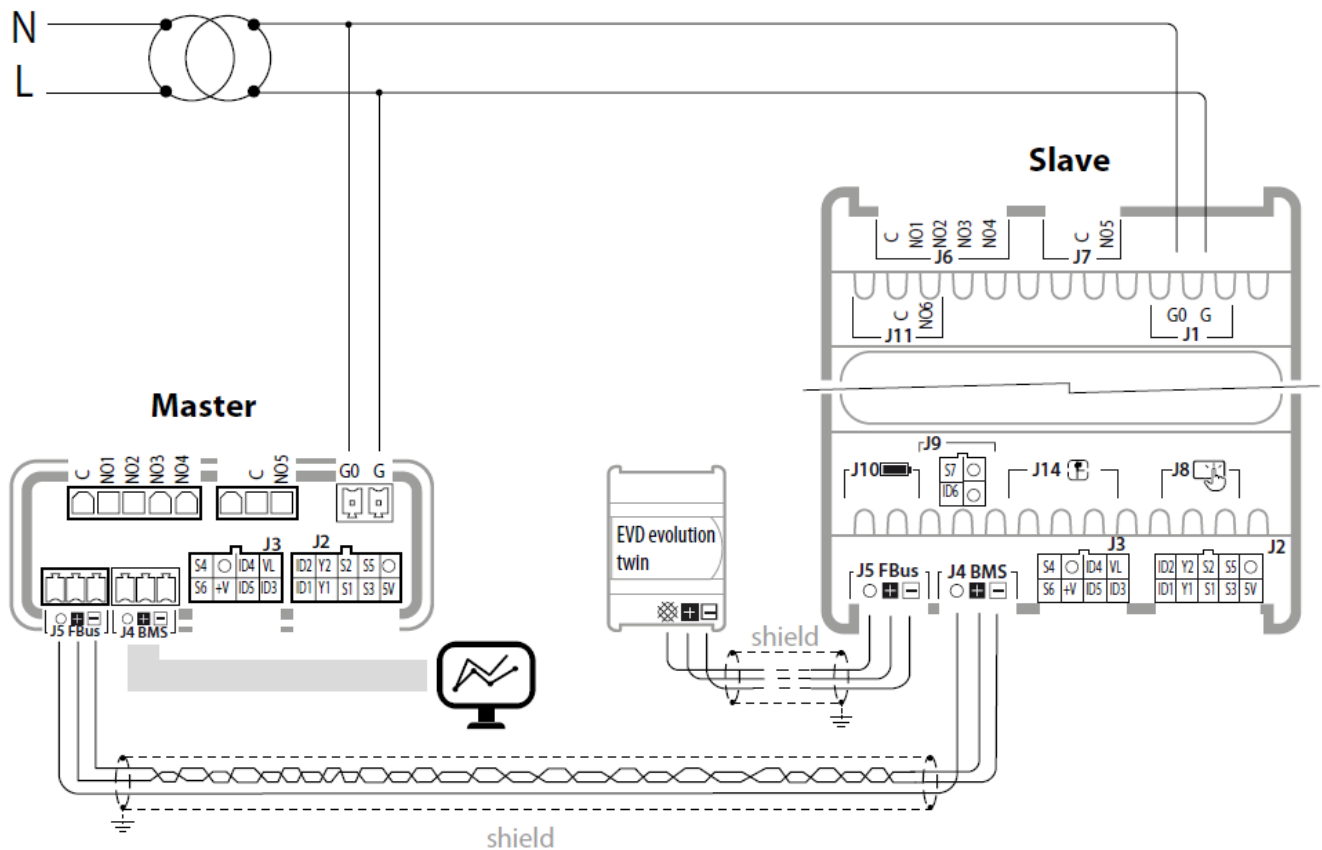 N
L
Slave
C NO1 NO2 NO3 NO4
J6
C NO5
J7
C NO6
J11
G0 G
J1
Master
C NO1 NO2 NO3 NO4
C NO5
G0 G
J3
S4 ID4 VL
S6 +V ID5 ID3
J2
ID2 Y2 S2 S5
ID1 Y1 S1 S3 5V
J5 FBus
J4 BMS
EVD evolution
twin
J9
S7
ID6
J10
J14
J8
J5 FBus
J4 BMS
J3
S4 ID4 VL
S6 +V ID5 ID3
J2
ID2 Y2 S2 S5
ID1 Y1 S1 S3 5V
shield
shield